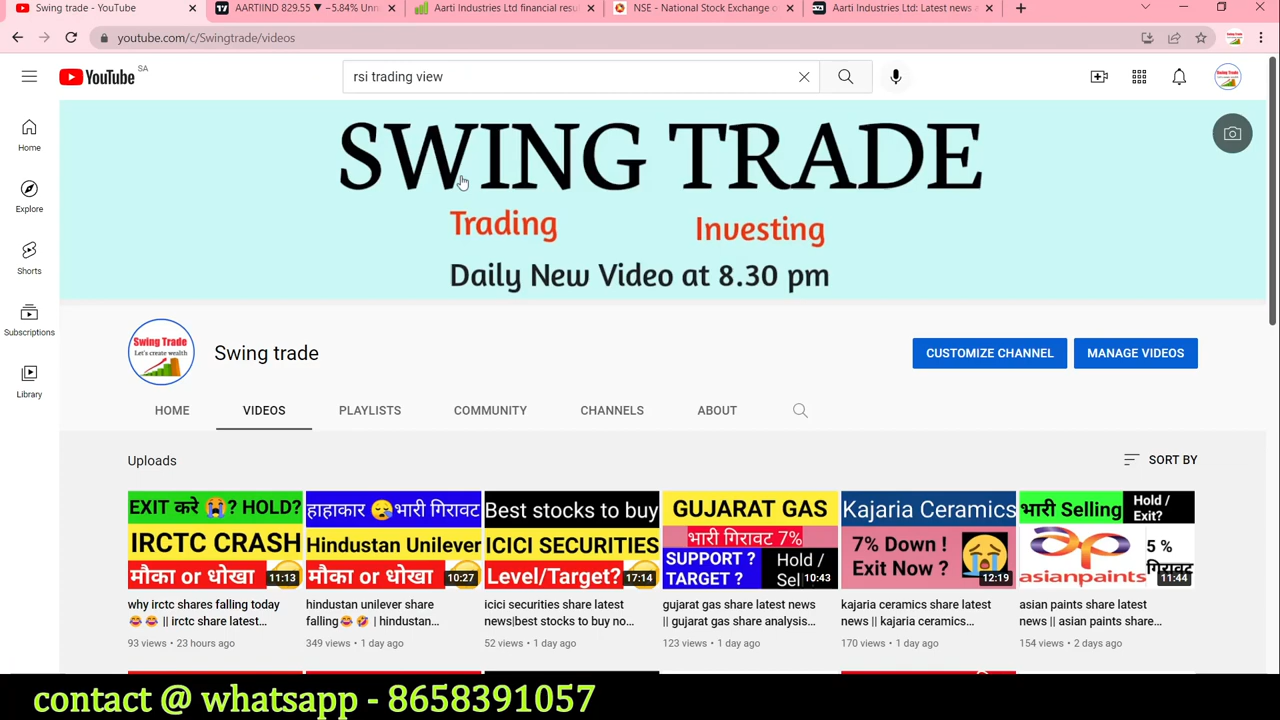 Swing trade - YouTube
AARTIIND 829.55 ▼ −5.84% Unn
Aarti Industries Ltd financial resu
NSE - National Stock Exchange o
Aarti Industries Ltd: Latest news a
youtube.com/c/Swingtrade/videos
YouTube SA
rsi trading view
SWING TRADE
Trading Investing
Daily New Video at 8.30 pm
Home
Explore
Shorts
Subscriptions
Library
Swing Trade
Let's create wealth
Swing trade
CUSTOMIZE CHANNEL
MANAGE VIDEOS
HOME VIDEOS PLAYLISTS COMMUNITY CHANNELS ABOUT
Uploads
SORT BY
EXIT करे 😭? HOLD?
IRCTC CRASH
मौका or धोखा
11:13
why irctc shares falling today
😂😂 || irctc share latest...
93 views • 23 hours ago
हाहाकार 😪भारी गिरावट
Hindustan Unilever
मौका or धोखा
10:27
hindustan unilever share
falling😂🤣 | hindustan...
349 views • 1 day ago
Best stocks to buy
ICICI SECURITIES
Level/Target?
17:14
icici securities share latest
news|best stocks to buy no...
52 views • 1 day ago
GUJARAT GAS
भारी गिरावट 7%
SUPPORT ?
TARGET ?
Hold /
Sel
10:43
gujarat gas share latest news
|| gujarat gas share analysis...
123 views • 1 day ago
Kajaria Ceramics
7% Down !
Exit Now ?
12:19
kajaria ceramics share latest
news || kajaria ceramics...
170 views • 1 day ago
भारी Selling
Hold /
Exit?
asianpaints
5 %
गिरावट
11:44
asian paints share latest
news || asian paints share...
154 views • 2 days ago
contact @ whatsapp - 8658391057